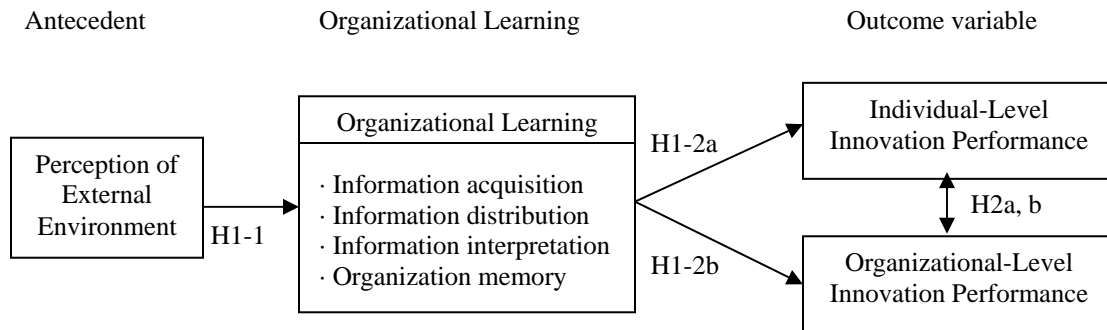 Antecedent
Organizational Learning
Outcome variable
Perception of
External
Environment
H1-1
Organizational Learning
· Information acquisition
· Information distribution
· Information interpretation
· Organization memory
H1-2a
H1-2b
Individual-Level
Innovation Performance
H2a, b
Organizational-Level
Innovation Performance